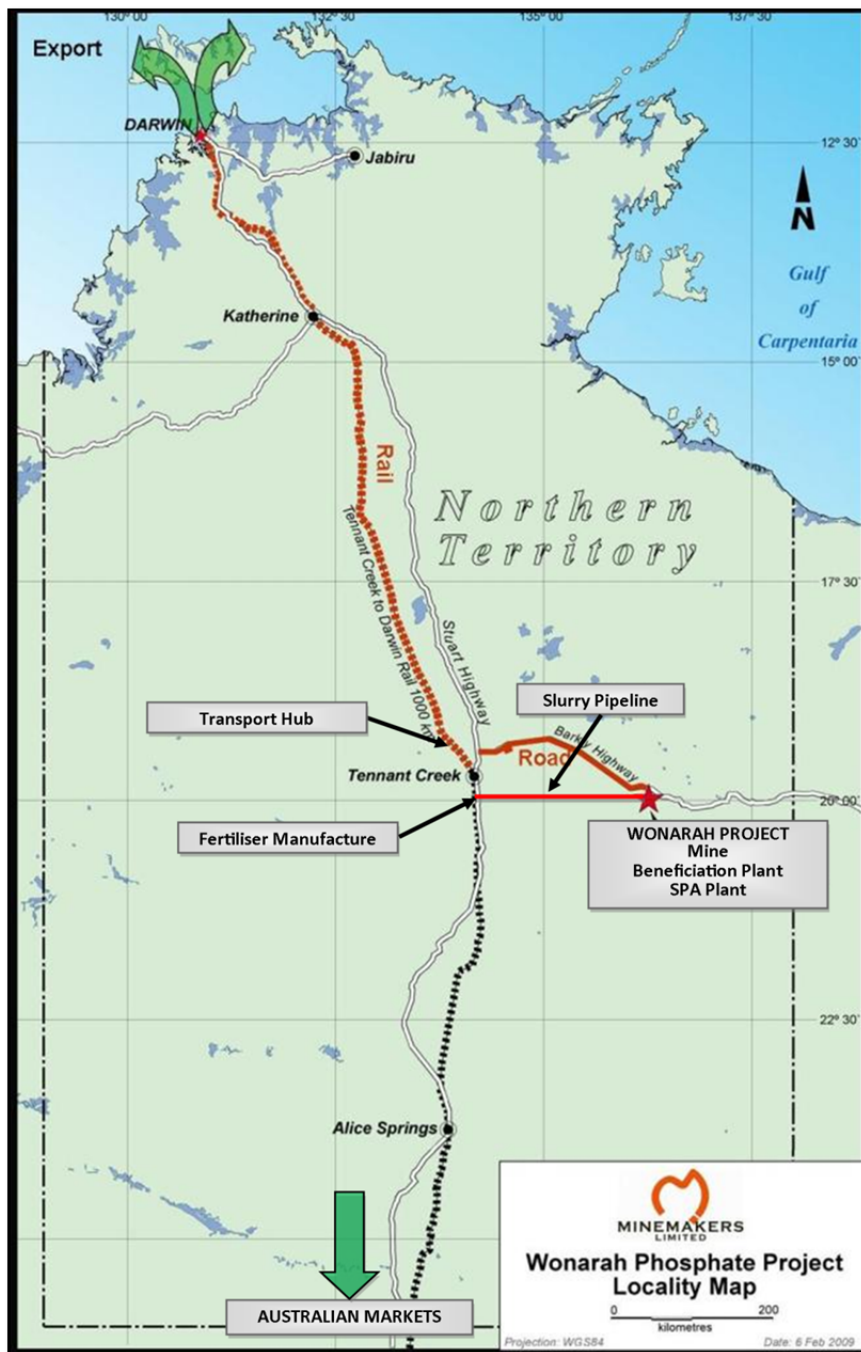 130° 00'
132° 30'
135° 00'
137° 30'
Export
DARWIN
12° 30'
Jabiru
N
Gulf
of
Carpentaria
Katherine
15° 00'
Rail
Northern
Territory
Tennant Creek to Darwin Rail 1000 km
17° 30'
Stuart Highway
Slurry Pipeline
Transport Hub
Barkly Highway
Road
Tennant Creek
20° 00'
Fertiliser Manufacture
WONARAH PROJECT
Mine
Beneficiation Plant
SPA Plant
22° 30'
Alice Springs
MINEMAKERS
LIMITED
Wonarah Phosphate Project
Locality Map
0 200
kilometres
AUSTRALIAN MARKETS
Projection: WGS84 Date: 6 Feb 2009